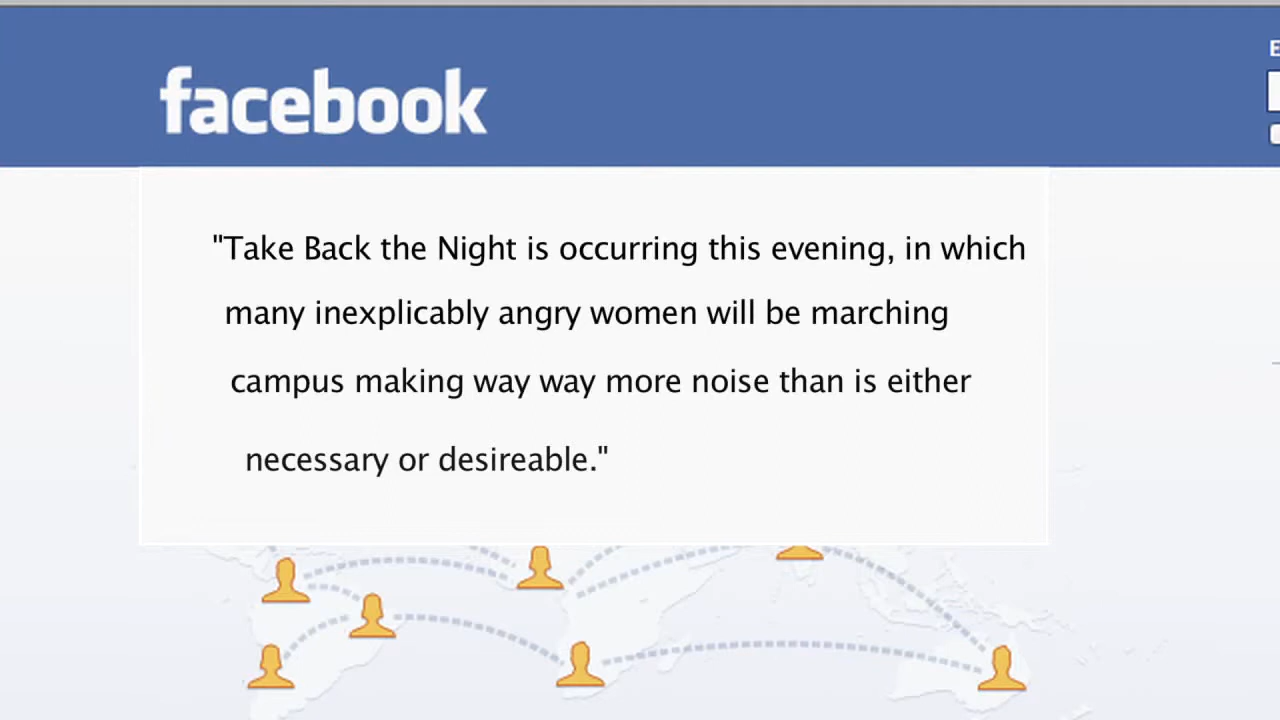 facebook
E
"Take Back the Night is occurring this evening, in which
many inexplicably angry women will be marching
campus making way way more noise than is either
necessary or desireable."